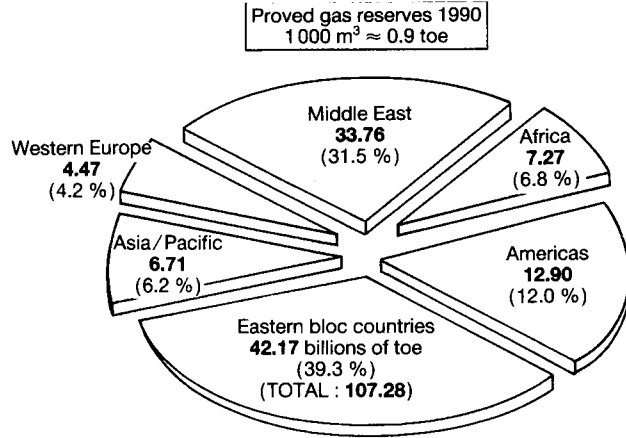 Proved gas reserves 1990
1 000 m³ ≈ 0.9 toe
Middle East
33.76
(31.5 %)
Africa
7.27
(6.8 %)
Western Europe
4.47
(4.2 %)
Asia/Pacific
6.71
(6.2 %)
Americas
12.90
(12.0 %)
Eastern bloc countries
42.17 billions of toe
(39.3 %)
(TOTAL : 107.28)